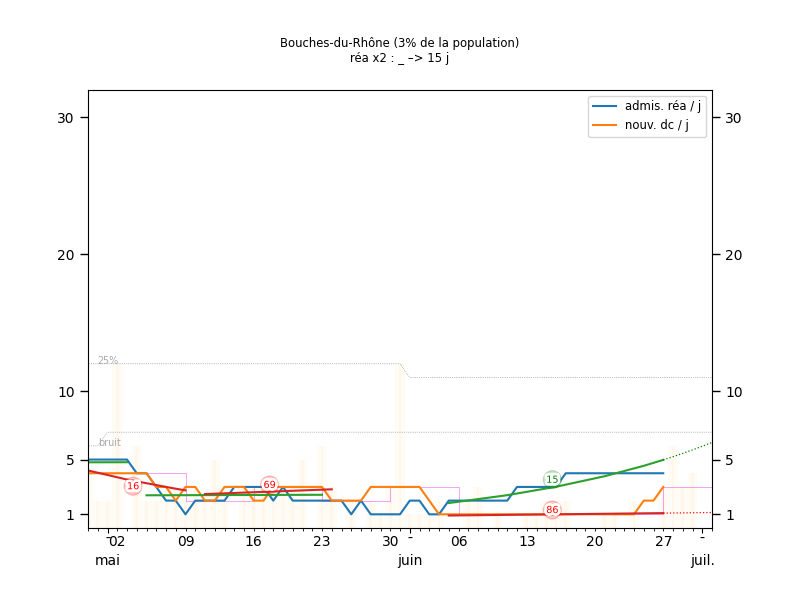 Bouches-du-Rhône (3% de la population)
réa x2 : _ –> 15 j
admis. réa / j
nouv. dc / j
30
30
20
20
25%
10
10
bruit
5
5
16
69
15
86
1
1
02 09 16 23 30 06 13 20 27
mai juin juil.